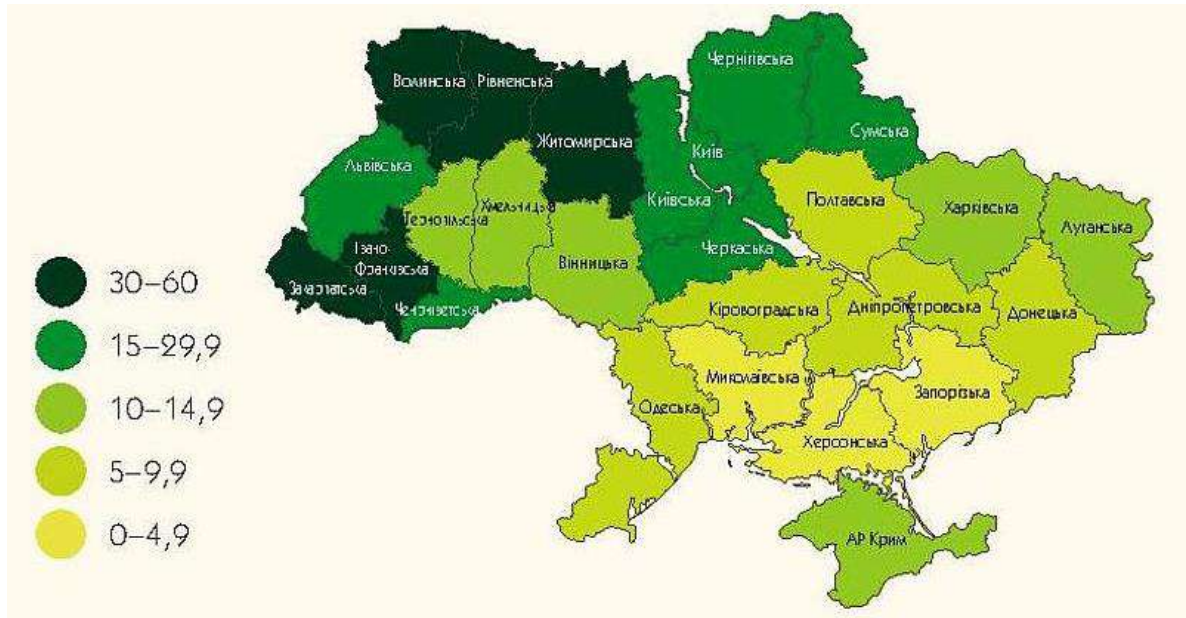 Чернігівська
Волинська
Рівненська
Сумська
Житомирська
Київ
Львівська
Київська
Полтавська
Харківська
Хмельницька
Тернопільська
Луганська
Черкаська
Івано-
Франківська
Вінницька
30–60
Закарпатська
Чернівецька
Кіровоградська
Дніпропетровська
Донецька
15–29,9
Миколаївська
Запорізька
10–14,9
Одеська
Херсонська
5–9,9
0–4,9
АР Крим